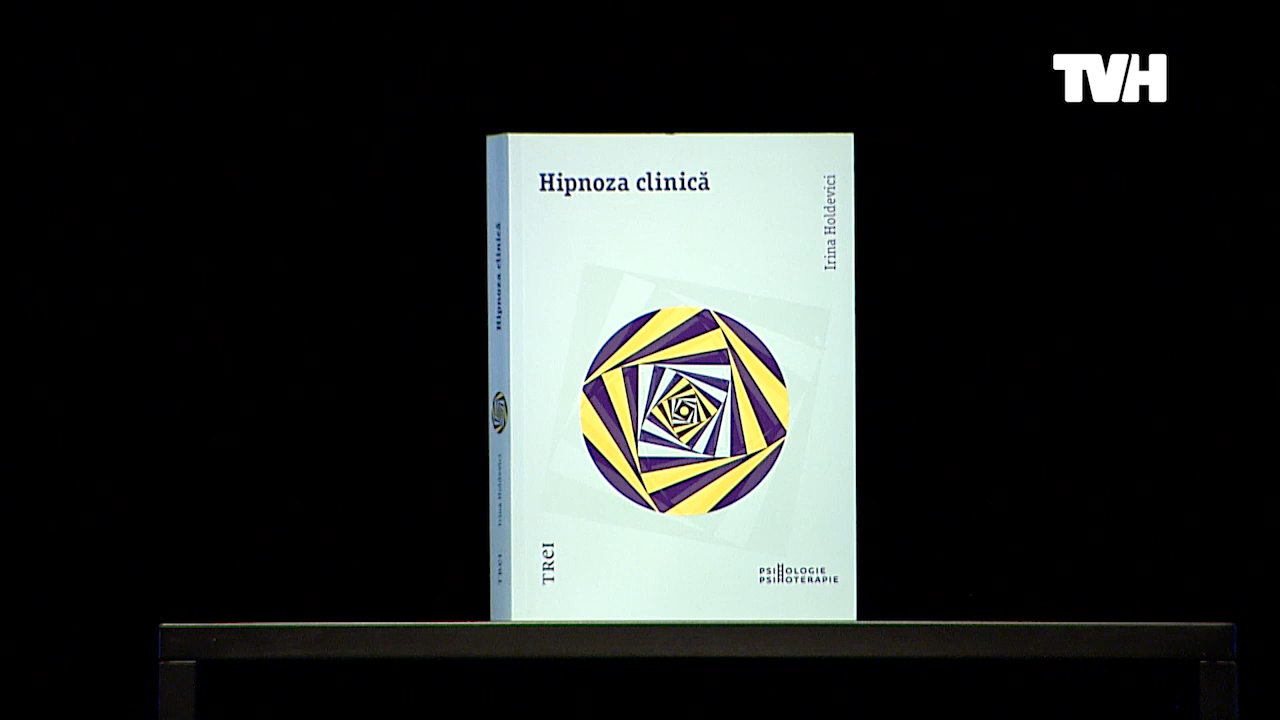 TVH
Hipnoza clinică
Irina Holdevici
TREI
PSIHOLOGIE
PSIHOTERAPIE
Hipnoza clinică
Irina Holdevici
TREI